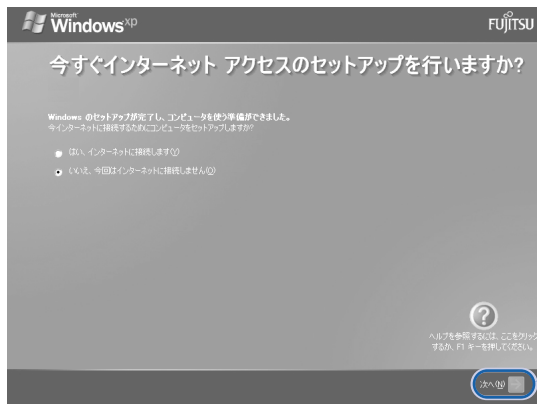 Microsoft
Windows xp
FUJITSU
今すぐインターネット アクセスのセットアップを行いますか?
Windows のセットアップが完了し、コンピュータを使う準備ができました。
今インターネットに接続するためにコンピュータをセットアップしますか?
はい、インターネットに接続します(Y)
いいえ、今回はインターネットに接続しません(O)
?
ヘルプを参照するには、ここをクリック
するか、F1 キーを押してください。
次へ(N)